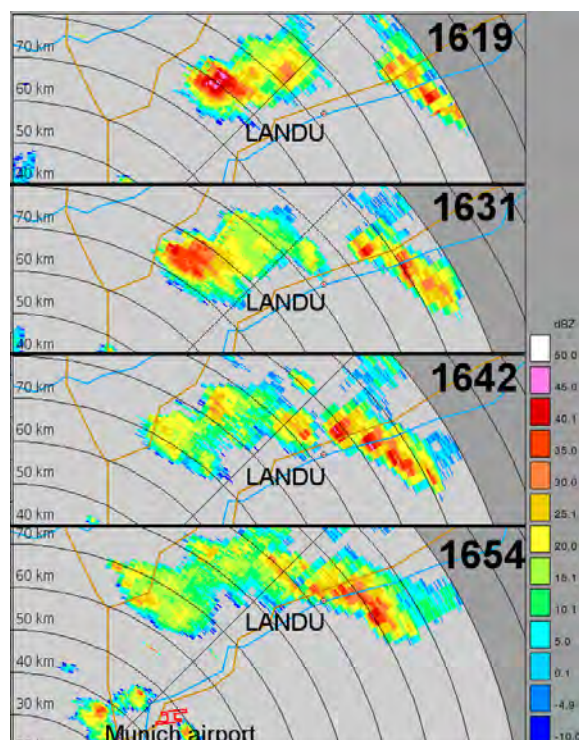 1619
70 km
60 km
50 km
40 km
LANDU
1631
70 km
60 km
50 km
40 km
LANDU
1642
70 km
60 km
50 km
40 km
LANDU
1654
70 km
60 km
50 km
40 km
30 km
LANDU
Munich airport
dBZ
50.0
45.0
40.1
35.0
30.0
25.1
20.0
15.1
10.1
5.0
0.1
-4.9
-10.0